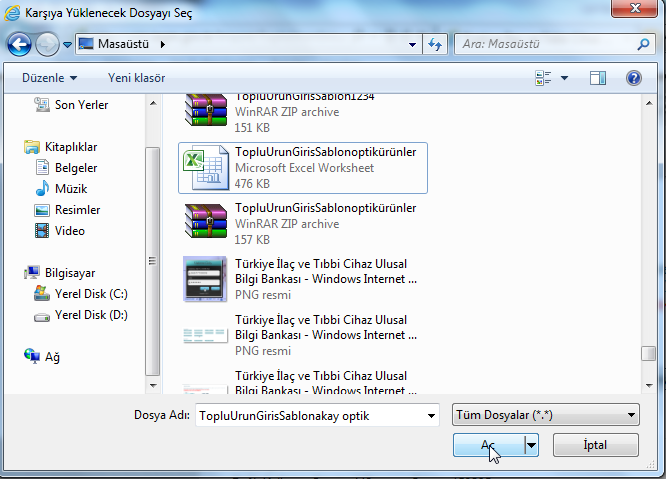 Karşıya Yüklenecek Dosyayı Seç
Masaüstü
Ara: Masaüstü
Düzenle
Yeni klasör
Son Yerler
Kitaplıklar
Belgeler
Müzik
Resimler
Video
Bilgisayar
Yerel Disk (C:)
Yerel Disk (D:)
Ağ
TopluUrunGirisSablon1234
WinRAR ZIP archive
151 KB
TopluUrunGirisSablonoptikürünler
Microsoft Excel Worksheet
476 KB
TopluUrunGirisSablonoptikürünler
WinRAR ZIP archive
157 KB
Türkiye İlaç ve Tıbbi Cihaz Ulusal
Bilgi Bankası - Windows Internet ...
PNG resmi
Türkiye İlaç ve Tıbbi Cihaz Ulusal
Bilgi Bankası - Windows Internet ...
PNG resmi
Türkiye İlaç ve Tıbbi Cihaz Ulusal
Bilgi Bankası - Windows Internet ...
Dosya Adı:
TopluUrunGirisSablonakay optik
Tüm Dosyalar (*.*)
Aç
İptal